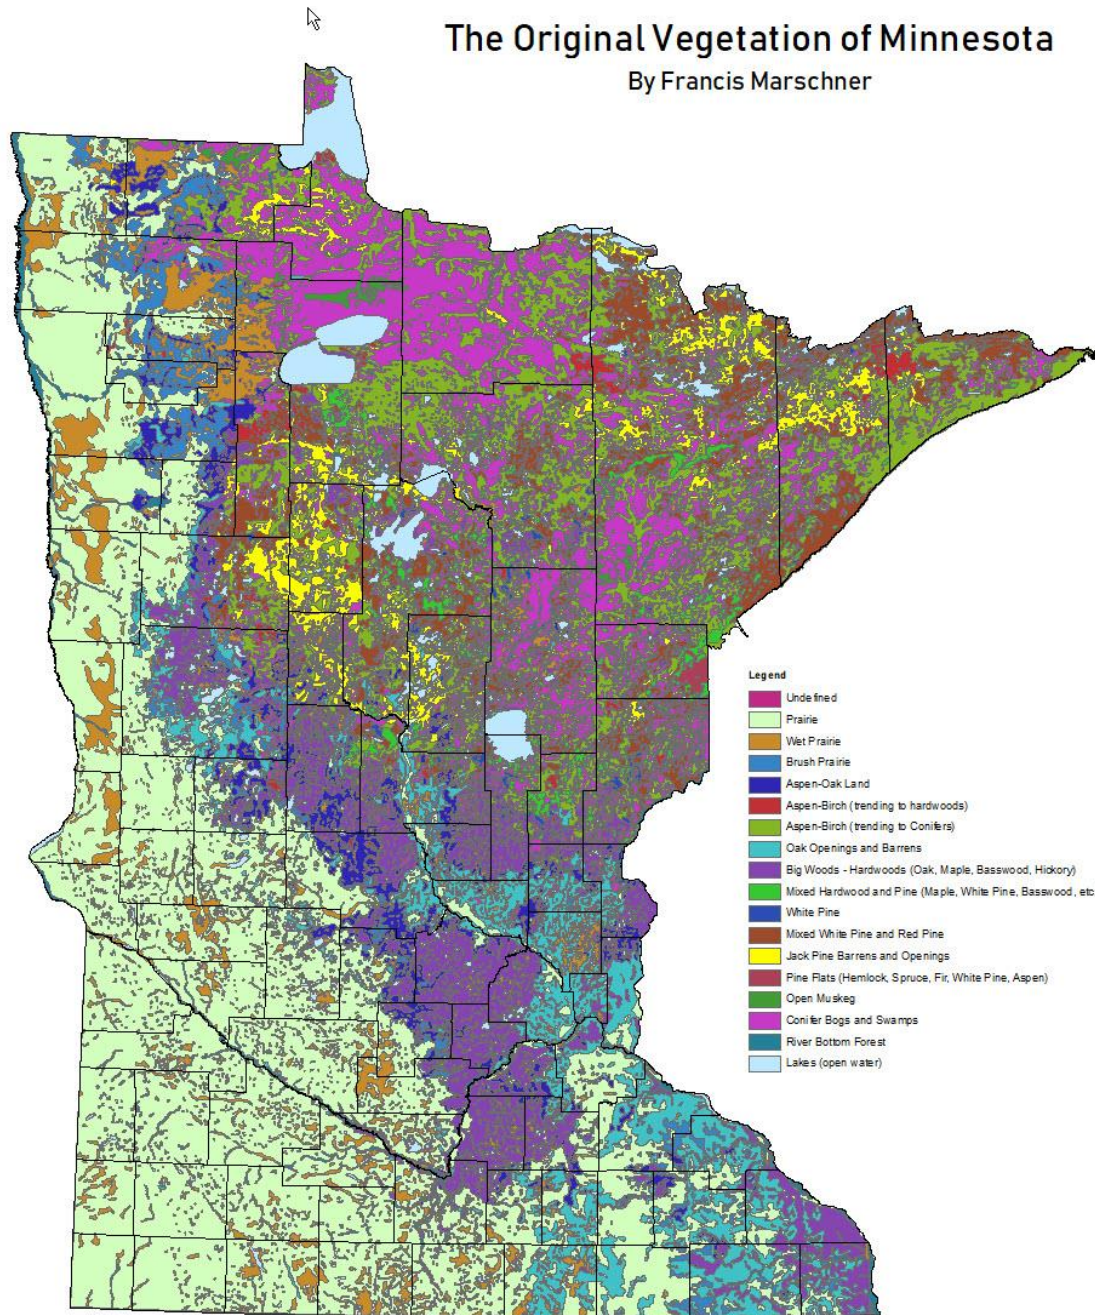 The Original Vegetation of Minnesota
By Francis Marschner
Legend
Undefined
Prairie
Wet Prairie
Brush Prairie
Aspen-Oak Land
Aspen-Birch (trending to hardwoods)
Aspen-Birch (trending to Conifers)
Oak Openings and Barrens
Big Woods - Hardwoods (Oak, Maple, Basswood, Hickory)
Mixed Hardwood and Pine (Maple, White Pine, Basswood, etc
White Pine
Mixed White Pine and Red Pine
Jack Pine Barrens and Openings
Pine Flats (Hemlock, Spruce, Fir, White Pine, Aspen)
Open Muskeg
Conifer Bogs and Swamps
River Bottom Forest
Lakes (open water)